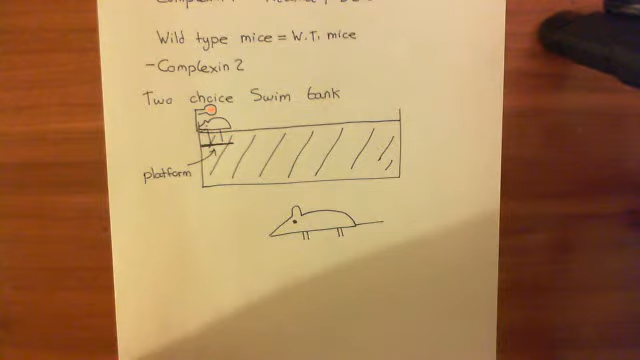 Wild type mice = W.T. mice
- Complexin 2
Two choice Swim tank
platform